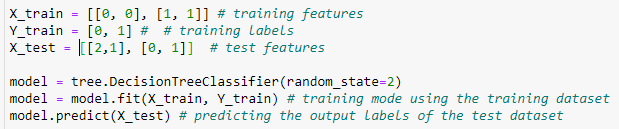 X_train = [[0, 0], [1, 1]] # training features
Y_train = [0, 1] #  # training labels
X_test = [[2,1], [0, 1]]  # test features
model = tree.DecisionTreeClassifier(random_state=2)
model = model.fit(X_train, Y_train) # training mode using the training dataset
model.predict(X_test) # predicting the output labels of the test dataset